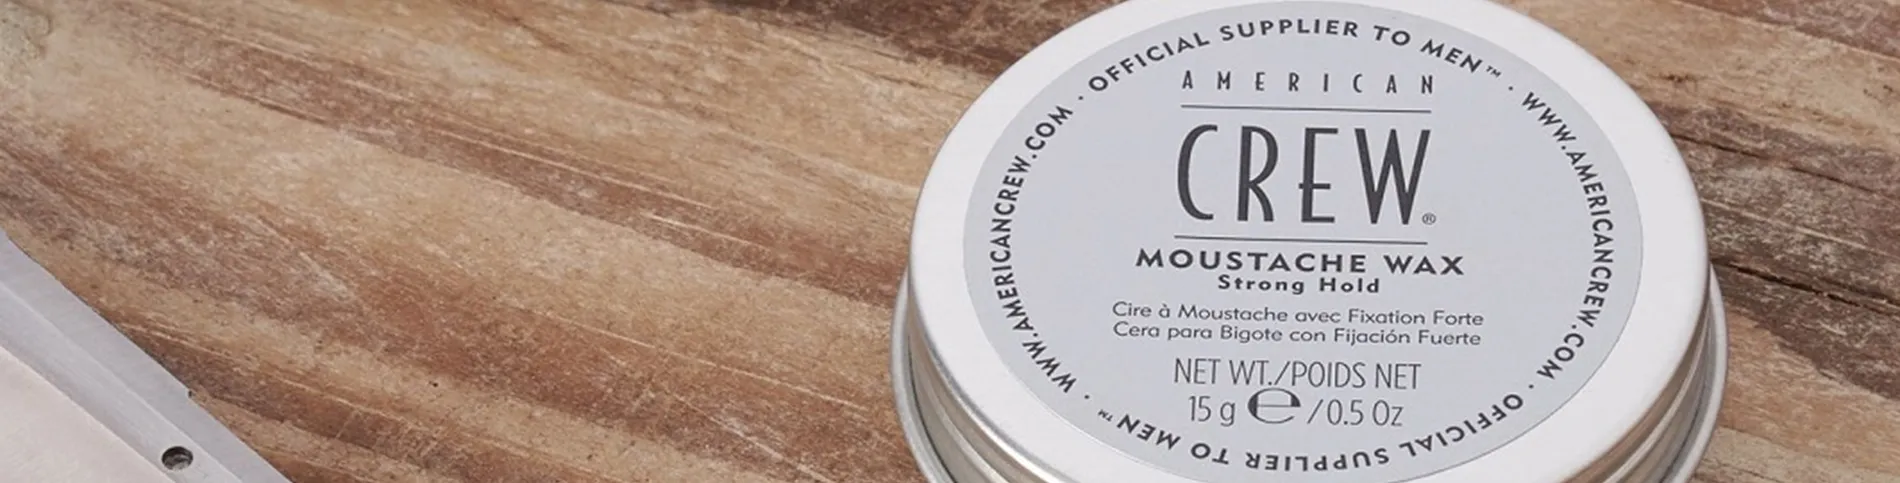 · OFFICIAL SUPPLIER TO MEN™ · WWW.AMERICANCREW.COM · OFFICIAL SUPPLIER TO MEN™ · WWW.AMERICANCREW.COM
AMERICAN
CREW®
MOUSTACHE WAX
Strong Hold
Cire à Moustache avec Fixation Forte
Cera para Bigote con Fijación Fuerte
NET WT./POIDS NET
15 g ℮ /0.5 Oz